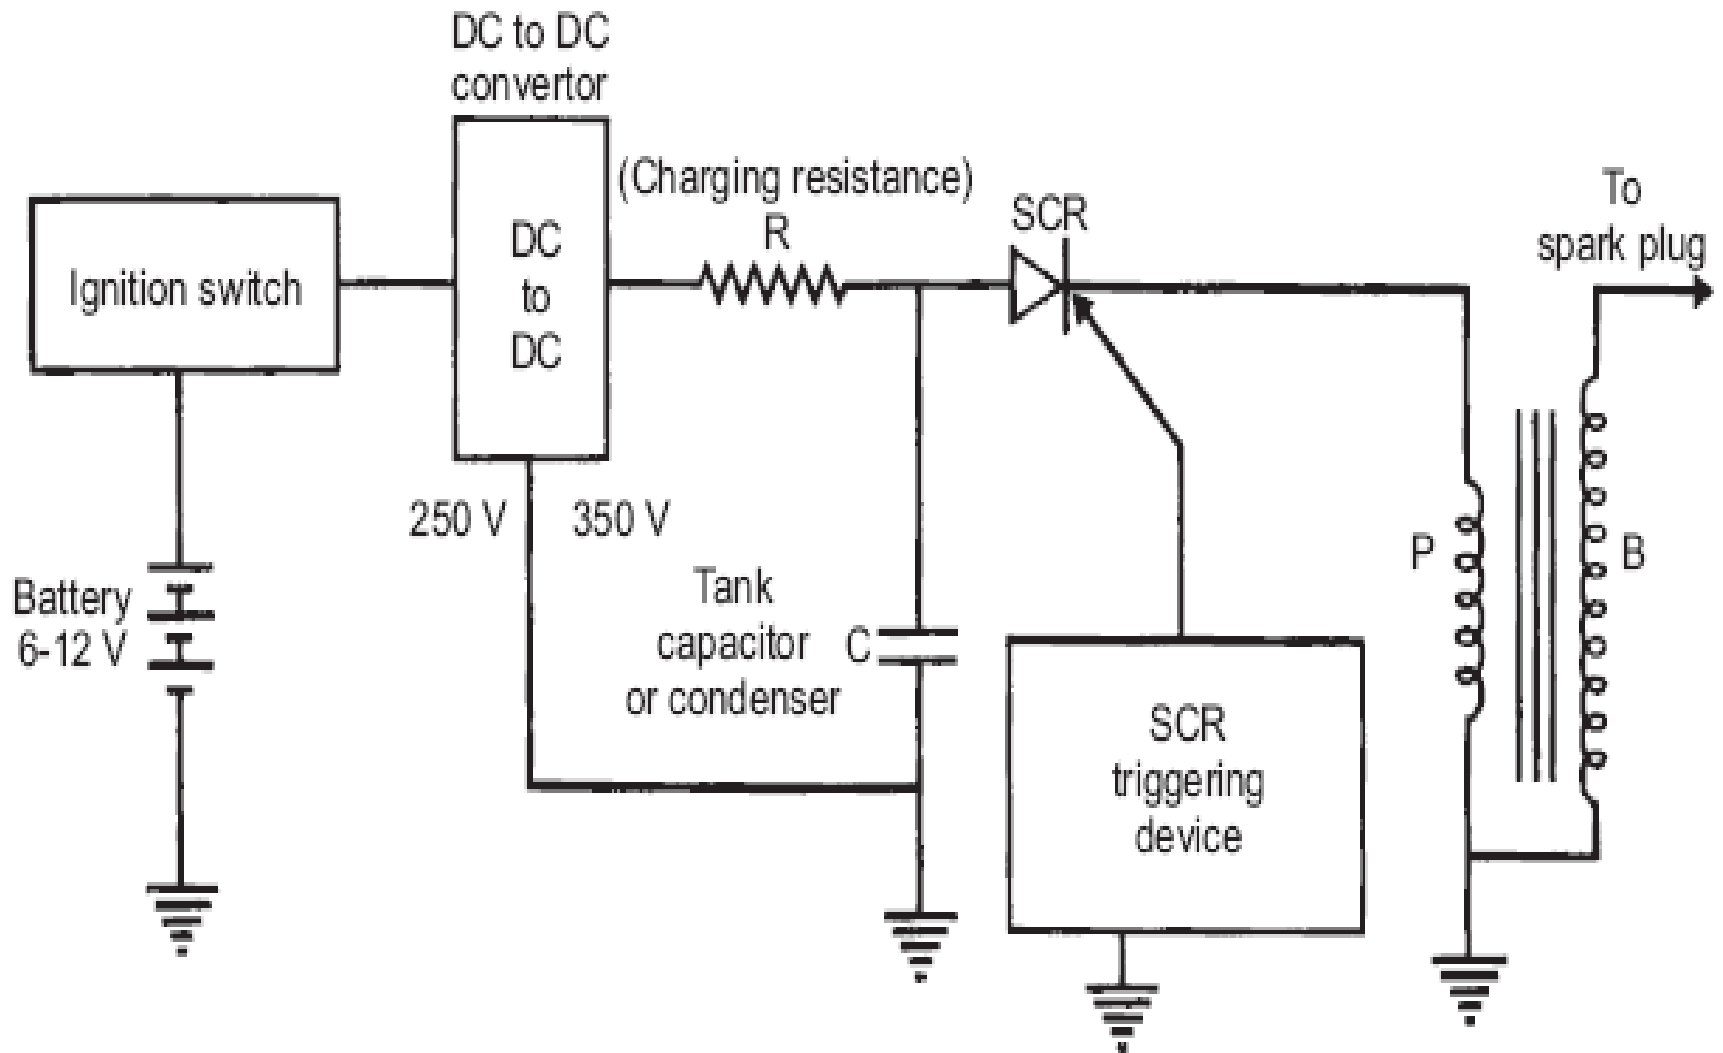 DC to DC
convertor
(Charging resistance)
R
SCR
To
spark plug
Ignition switch
DC
to
DC
250 V
350 V
Battery
6-12 V
Tank
capacitor
or condenser
C
P
B
SCR
triggering
device